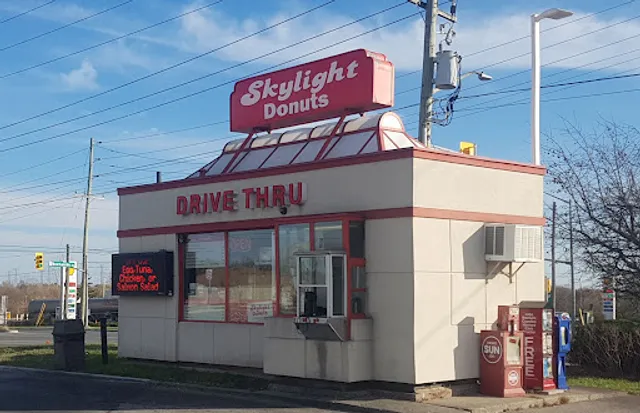 Skylight
Donuts
DRIVE THRU
Egg, Tuna,
Chicken, or
Salmon Salad
SUN
FREE